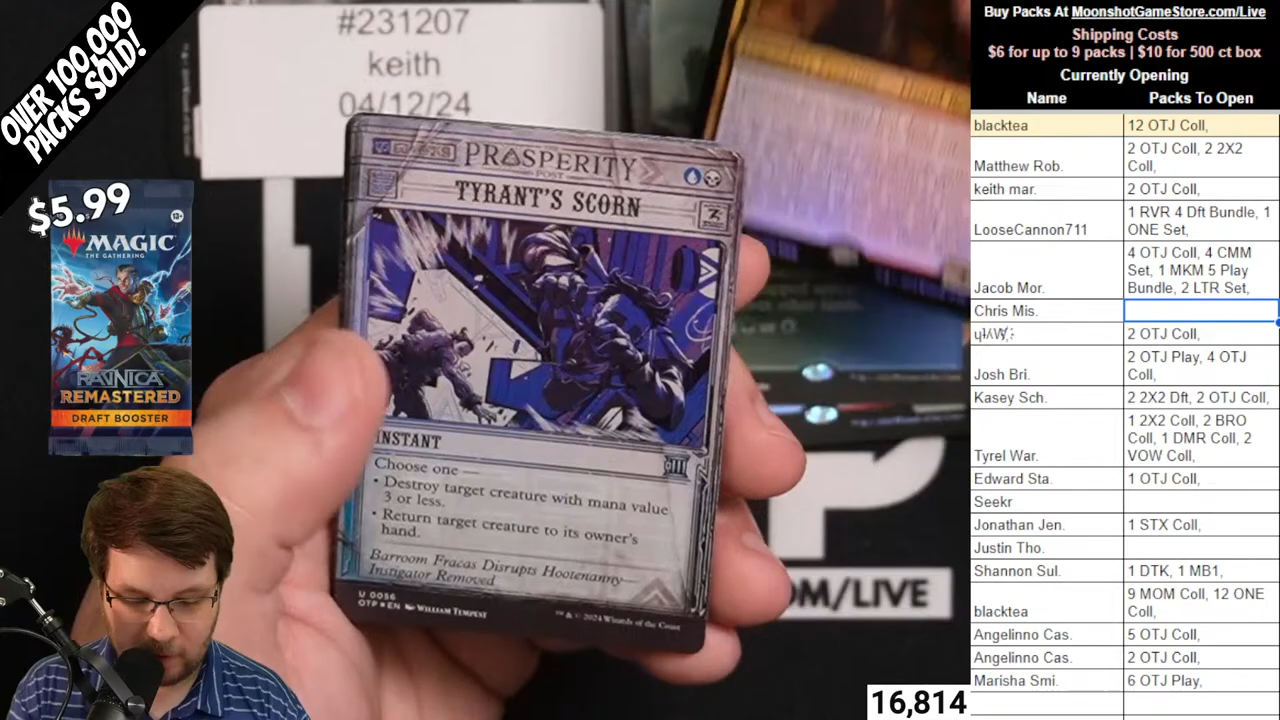 OVER 100,000
PACKS SOLD!
$5.99
MAGIC
THE GATHERING
13+
RAVNICA
REMASTERED
DRAFT BOOSTER
#231207
keith
04/12/24
PROSPERITY
POST
TYRANT'S SCORN
INSTANT
Choose one —
• Destroy target creature with mana value
3 or less.
• Return target creature to its owner's
hand.
Barroom Fracas Disrupts Hootenanny—
Instigator Removed
U 0056
OTP • EN WILLIAM TEMPEST
™ & © 2024 Wizards of the Coast
OM/LIVE
16,814
Buy Packs At MoonshotGameStore.com/Live
Shipping Costs
$6 for up to 9 packs | $10 for 500 ct box
Currently Opening
Name Packs To Open
blacktea 12 OTJ Coll,
Matthew Rob. 2 OTJ Coll, 2 2X2
Coll,
keith mar. 2 OTJ Coll,
LooseCannon711 1 RVR 4 Dft Bundle, 1
ONE Set,
Jacob Mor. 4 OTJ Coll, 4 CMM
Set, 1 MKM 5 Play
Bundle, 2 LTR Set,
Chris Mis.
2 OTJ Coll,
Josh Bri. 2 OTJ Play, 4 OTJ
Coll,
Kasey Sch. 2 2X2 Dft, 2 OTJ Coll,
Tyrel War. 1 2X2 Coll, 2 BRO
Coll, 1 DMR Coll, 2
VOW Coll,
Edward Sta. 1 OTJ Coll,
Seekr
Jonathan Jen. 1 STX Coll,
Justin Tho.
Shannon Sul. 1 DTK, 1 MB1,
blacktea 9 MOM Coll, 12 ONE
Coll,
Angelinno Cas. 5 OTJ Coll,
Angelinno Cas. 2 OTJ Coll,
Marisha Smi. 6 OTJ Play,